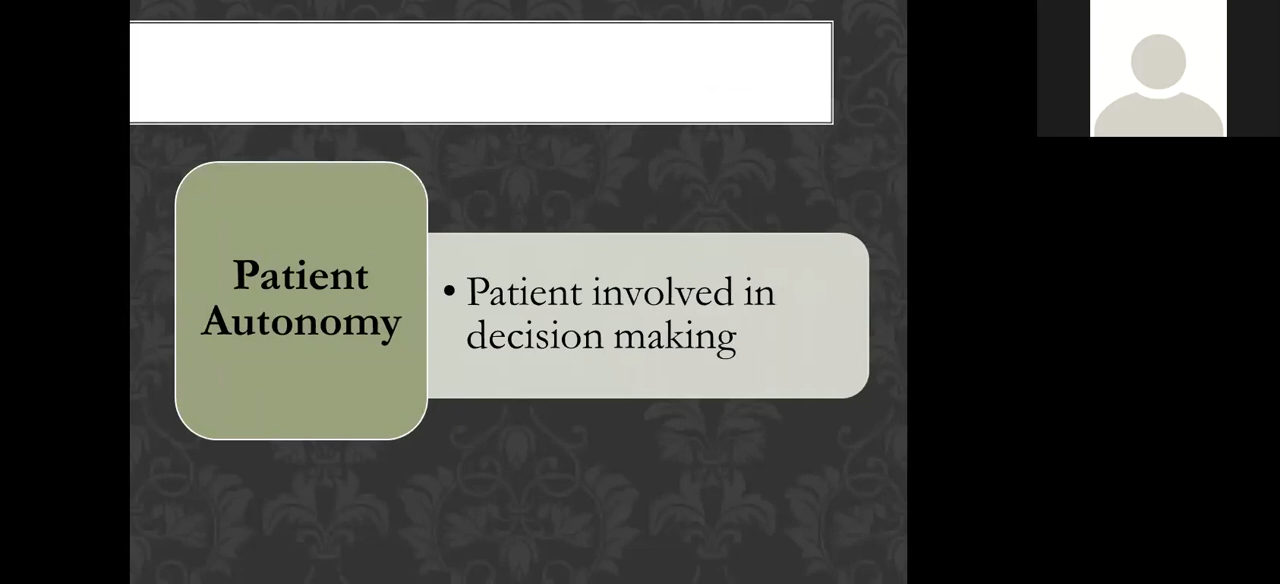 Patient
Autonomy
• Patient involved in
decision making